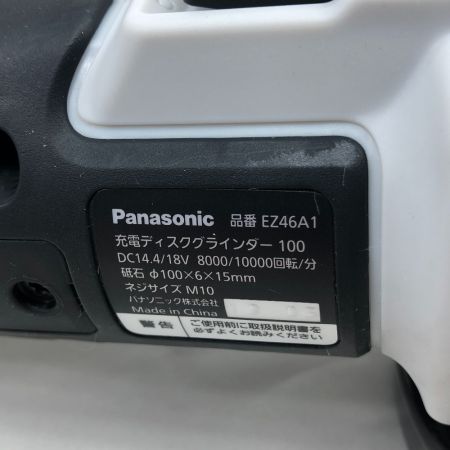 Panasonic 品番 EZ46A1
充電ディスクグラインダー 100
DC14.4/18V 8000/10000回転/分
砥石 φ100×6×15mm
ネジサイズ M10
パナソニック株式会社
Made in China
警告 ご使用前に取扱説明書を
必ずよくお読みください